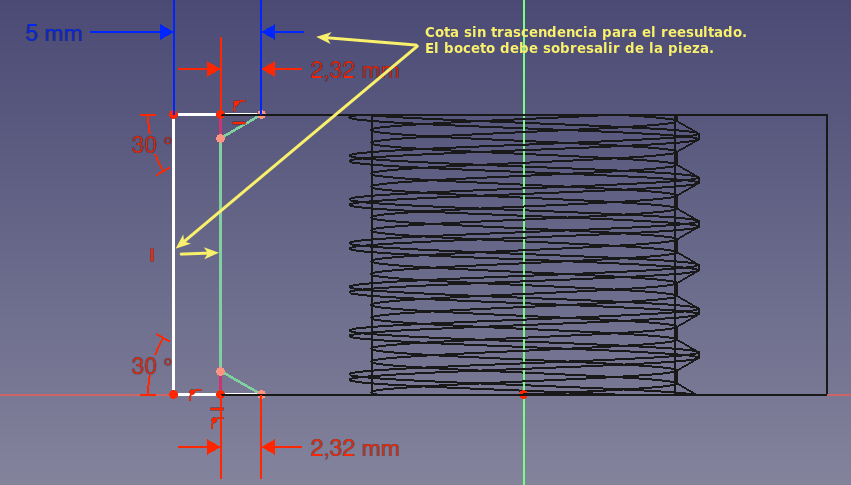 Cota sin trascendencia para el reesultado.
El boceto debe sobresalir de la pieza.
5 mm
2,32 mm
30 °
30 °
2,32 mm